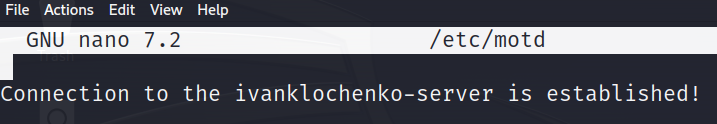 File Actions Edit View Help
GNU nano 7.2 /etc/motd
Connection to the ivanklochenko-server is established!